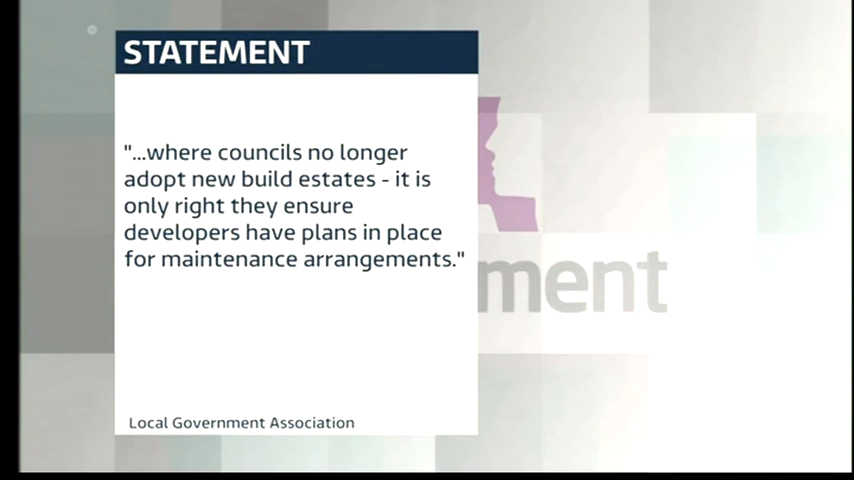 STATEMENT
"...where councils no longer
adopt new build estates - it is
only right they ensure
developers have plans in place
for maintenance arrangements."
ment
Local Government Association